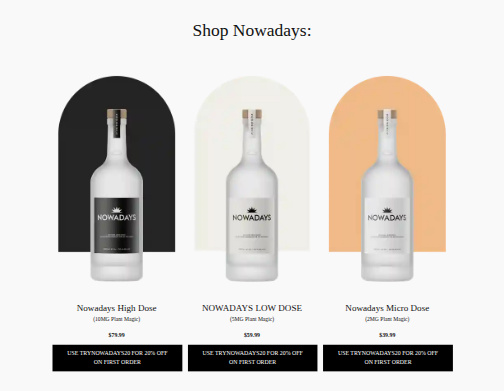 Shop Nowadays:
NOWADAYS
NOWADAYS
NOWADAYS
Nowadays High Dose
(10MG Plant Magic)
$79.99
USE TRYNOWADAYS20 FOR 20% OFF
ON FIRST ORDER
NOWADAYS LOW DOSE
(5MG Plant Magic)
$59.99
USE TRYNOWADAYS20 FOR 20% OFF
ON FIRST ORDER
Nowadays Micro Dose
(2MG Plant Magic)
$39.99
USE TRYNOWADAYS20 FOR 20% OFF
ON FIRST ORDER